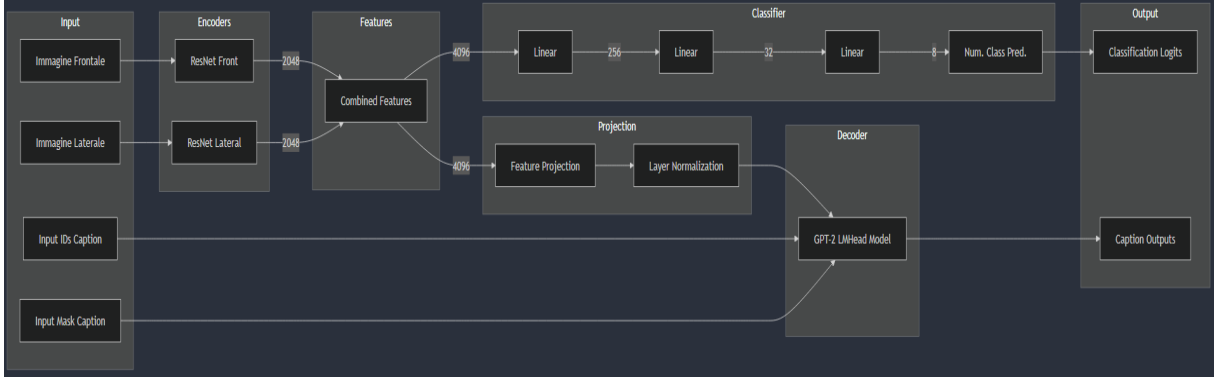 Input
Immagine Frontale
Immagine Laterale
Input IDs Caption
Input Mask Caption
Encoders
ResNet Front
ResNet Lateral
2048
2048
Features
Combined Features
4096
4096
Classifier
Linear
256
Linear
32
Linear
8
Num. Class Pred.
Projection
Feature Projection
Layer Normalization
Decoder
GPT-2 LMHead Model
Output
Classification Logits
Caption Outputs